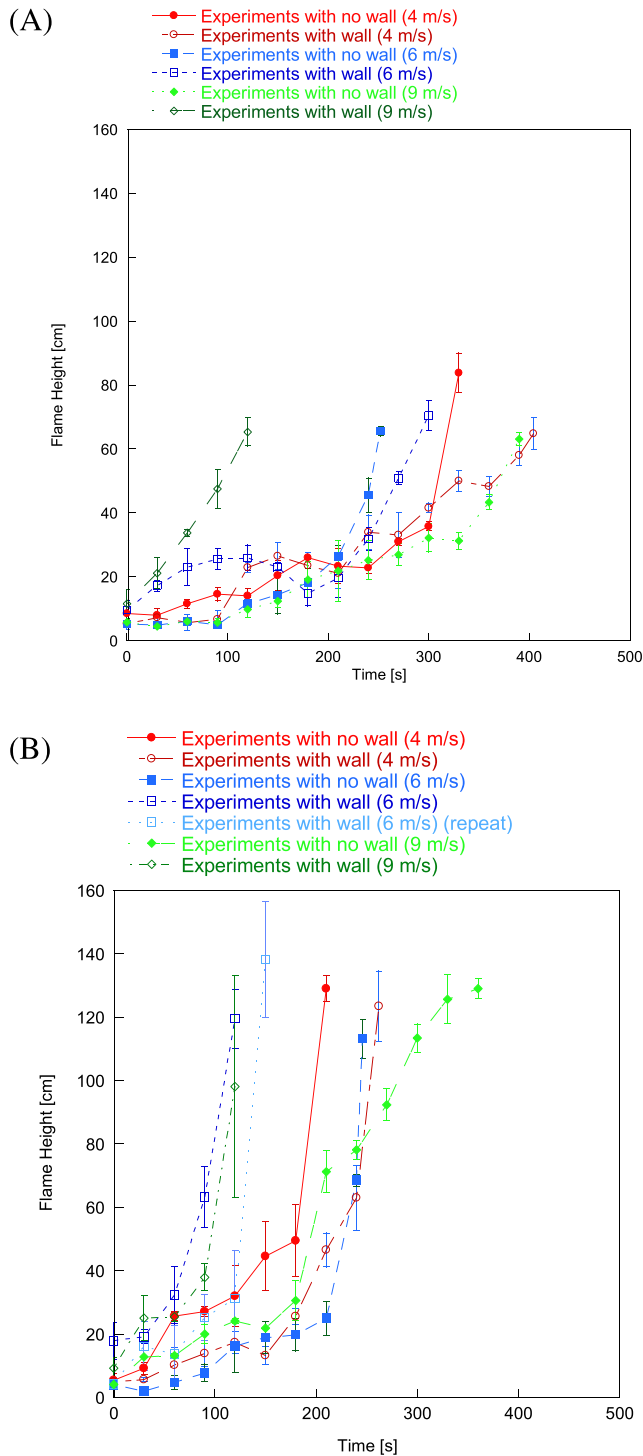 (A)
Experiments with no wall (4 m/s)
Experiments with wall (4 m/s)
Experiments with no wall (6 m/s)
Experiments with wall (6 m/s)
Experiments with no wall (9 m/s)
Experiments with wall (9 m/s)
160
140
120
100
80
60
40
20
0
Flame Height [cm]
0 100 200 300 400 500
Time [s]
(B)
Experiments with no wall (4 m/s)
Experiments with wall (4 m/s)
Experiments with no wall (6 m/s)
Experiments with wall (6 m/s)
Experiments with wall (6 m/s) (repeat)
Experiments with no wall (9 m/s)
Experiments with wall (9 m/s)
160
140
120
100
80
60
40
20
0
Flame Height [cm]
0 100 200 300 400 500
Time [s]